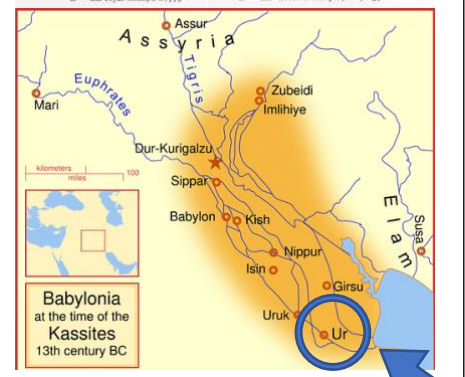 Assur
Assyria
Tigris
Euphrates
Zubeidi
Imlihiye
Mari
Dur-Kurigalzu
kilometers
miles
100
Sippar
Babylon
Kish
Elam
Susa
Nippur
Isin
Girsu
Uruk
Ur
Babylonia
at the time of the
Kassites
13th century BC